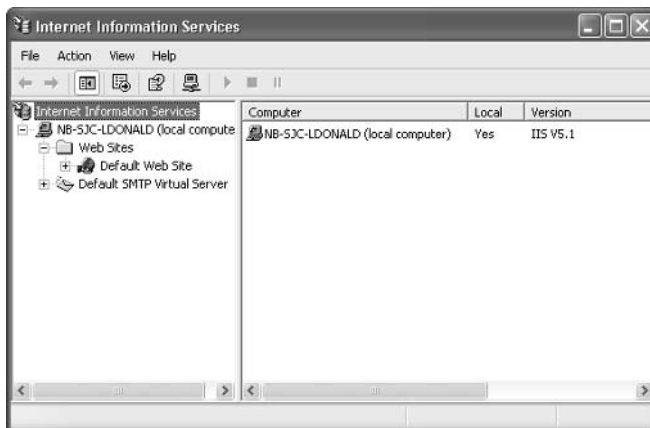 Internet Information Services
File Action View Help
Internet Information Services
NB-SJC-LDONALD (local compute
Web Sites
Default Web Site
Default SMTP Virtual Server
Computer Local Version
NB-SJC-LDONALD (local computer) Yes IIS V5.1